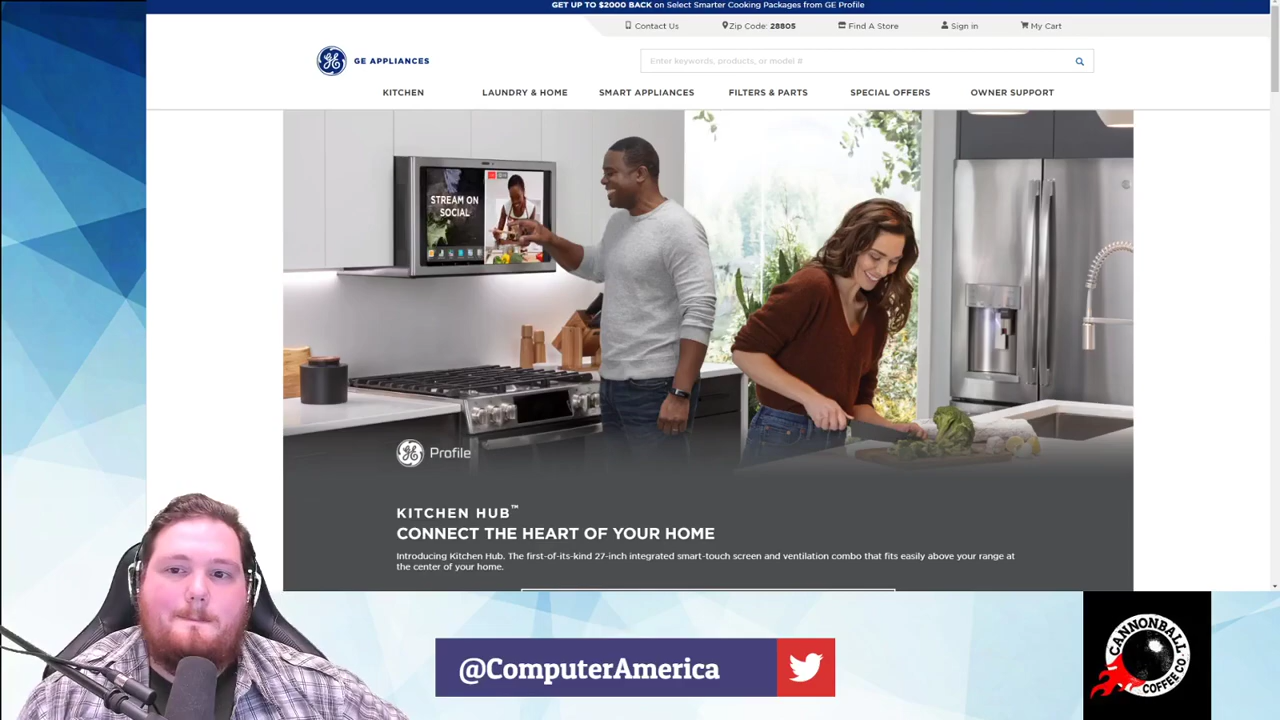 GET UP TO $2000 BACK on Select Smarter Cooking Packages from GE Profile
Contact Us
Zip Code: 28805
Find A Store
Sign in
My Cart
GE APPLIANCES
Enter keywords, products, or model #
KITCHEN
LAUNDRY & HOME
SMART APPLIANCES
FILTERS & PARTS
SPECIAL OFFERS
OWNER SUPPORT
STREAM ON
SOCIAL
Profile
KITCHEN HUB™
CONNECT THE HEART OF YOUR HOME
Introducing Kitchen Hub. The first-of-its-kind 27-inch integrated smart-touch screen and ventilation combo that fits easily above your range at
the center of your home.
@ComputerAmerica
CANNONBALL
COFFEE CO.